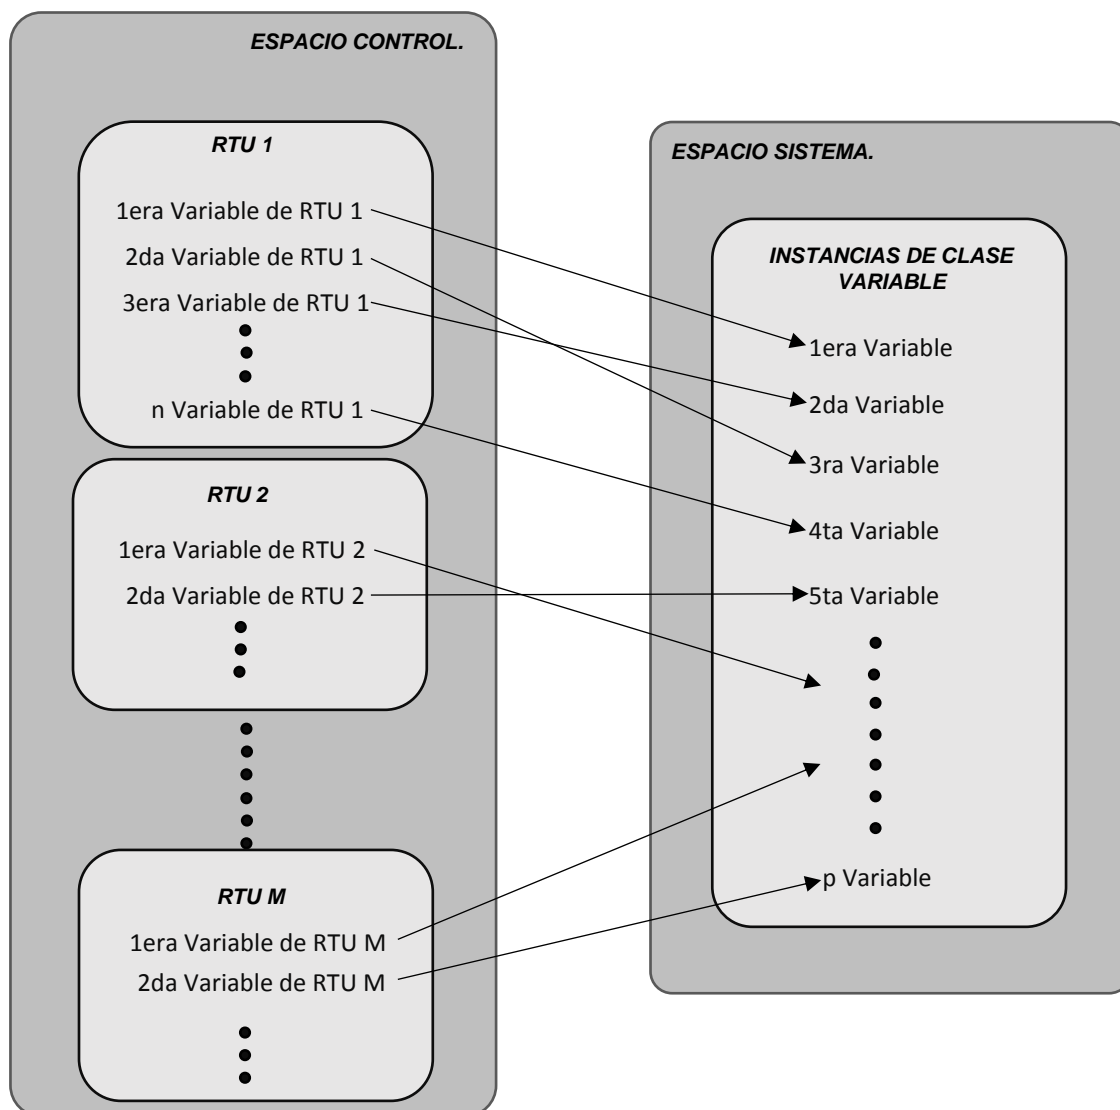 ESPACIO CONTROL.
RTU 1
1era Variable de RTU 1
2da Variable de RTU 1
3era Variable de RTU 1
n Variable de RTU 1
RTU 2
1era Variable de RTU 2
2da Variable de RTU 2
RTU M
1era Variable de RTU M
2da Variable de RTU M
ESPACIO SISTEMA.
INSTANCIAS DE CLASE
VARIABLE
1era Variable
2da Variable
3ra Variable
4ta Variable
5ta Variable
p Variable